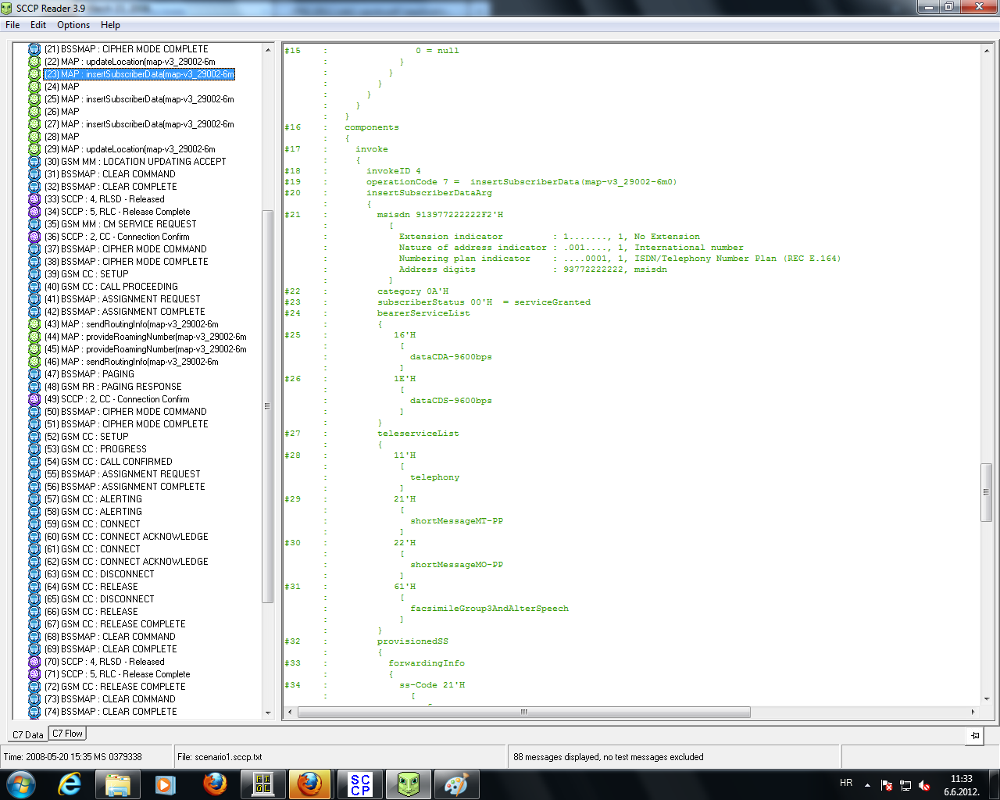 SCCP Reader 3.9
File Edit Options Help
(21) BSSMAP : CIPHER MODE COMPLETE
(22) MAP : updateLocation(map-v3_29002-6m
(23) MAP : insertSubscriberData(map-v3_29002-6m
(24) MAP
(25) MAP : insertSubscriberData(map-v3_29002-6m
(26) MAP
(27) MAP : insertSubscriberData(map-v3_29002-6m
(28) MAP
(29) MAP : updateLocation(map-v3_29002-6m
(30) GSM MM : LOCATION UPDATING ACCEPT
(31) BSSMAP : CLEAR COMMAND
(32) BSSMAP : CLEAR COMPLETE
(33) SCCP : 4, RLSD - Released
(34) SCCP : 5, RLC - Release Complete
(35) GSM MM : CM SERVICE REQUEST
(36) SCCP : 2, CC - Connection Confirm
(37) BSSMAP : CIPHER MODE COMMAND
(38) BSSMAP : CIPHER MODE COMPLETE
(39) GSM CC : SETUP
(40) GSM CC : CALL PROCEEDING
(41) BSSMAP : ASSIGNMENT REQUEST
(42) BSSMAP : ASSIGNMENT COMPLETE
(43) MAP : sendRoutingInfo(map-v3_29002-6m
(44) MAP : provideRoamingNumber(map-v3_29002-6m
(45) MAP : provideRoamingNumber(map-v3_29002-6m
(46) MAP : sendRoutingInfo(map-v3_29002-6m
(47) BSSMAP : PAGING
(48) GSM RR : PAGING RESPONSE
(49) SCCP : 2, CC - Connection Confirm
(50) BSSMAP : CIPHER MODE COMMAND
(51) BSSMAP : CIPHER MODE COMPLETE
(52) GSM CC : SETUP
(53) GSM CC : PROGRESS
(54) GSM CC : CALL CONFIRMED
(55) BSSMAP : ASSIGNMENT REQUEST
(56) BSSMAP : ASSIGNMENT COMPLETE
(57) GSM CC : ALERTING
(58) GSM CC : ALERTING
(59) GSM CC : CONNECT
(60) GSM CC : CONNECT ACKNOWLEDGE
(61) GSM CC : CONNECT
(62) GSM CC : CONNECT ACKNOWLEDGE
(63) GSM CC : DISCONNECT
(64) GSM CC : RELEASE
(65) GSM CC : DISCONNECT
(66) GSM CC : RELEASE
(67) GSM CC : RELEASE COMPLETE
(68) BSSMAP : CLEAR COMMAND
(69) BSSMAP : CLEAR COMPLETE
(70) SCCP : 4, RLSD - Released
(71) SCCP : 5, RLC - Release Complete
(72) GSM CC : RELEASE COMPLETE
(73) BSSMAP : CLEAR COMMAND
(74) BSSMAP : CLEAR COMPLETE
#15 : 0 = null
: }
: }
: }
: }
: }
: }
#16 : components
: {
#17 : invoke
: {
#18 : invokeID 4
#19 : operationCode 7 = insertSubscriberData(map-v3_29002-6m0)
#20 : insertSubscriberDataArg
: {
#21 : msisdn 913977222222F2'H
: [
: Extension indicator : 1......., 1, No Extension
: Nature of address indicator : .001...., 1, International number
: Numbering plan indicator : ....0001, 1, ISDN/Telephony Number Plan (REC E.164)
: Address digits : 93772222222, msisdn
: ]
#22 : category 0A'H
#23 : subscriberStatus 00'H = serviceGranted
#24 : bearerServiceList
: {
#25 : 16'H
: [
: dataCDA-9600bps
: ]
#26 : 1E'H
: [
: dataCDS-9600bps
: ]
: }
#27 : teleserviceList
: {
#28 : 11'H
: [
: telephony
: ]
#29 : 21'H
: [
: shortMessageMT-PP
: ]
#30 : 22'H
: [
: shortMessageMO-PP
: ]
#31 : 61'H
: [
: facsimileGroup3AndAlterSpeech
: ]
: }
#32 : provisionedSS
: {
#33 : forwardingInfo
: {
#34 : ss-Code 21'H
: [
C7 Data C7 Flow
Time: 2008-05-20 15:35 MS 0379338 File: scenario1.sccp.txt 88 messages displayed, no test messages excluded
SC
CP
HR
11:33
6.6.2012.